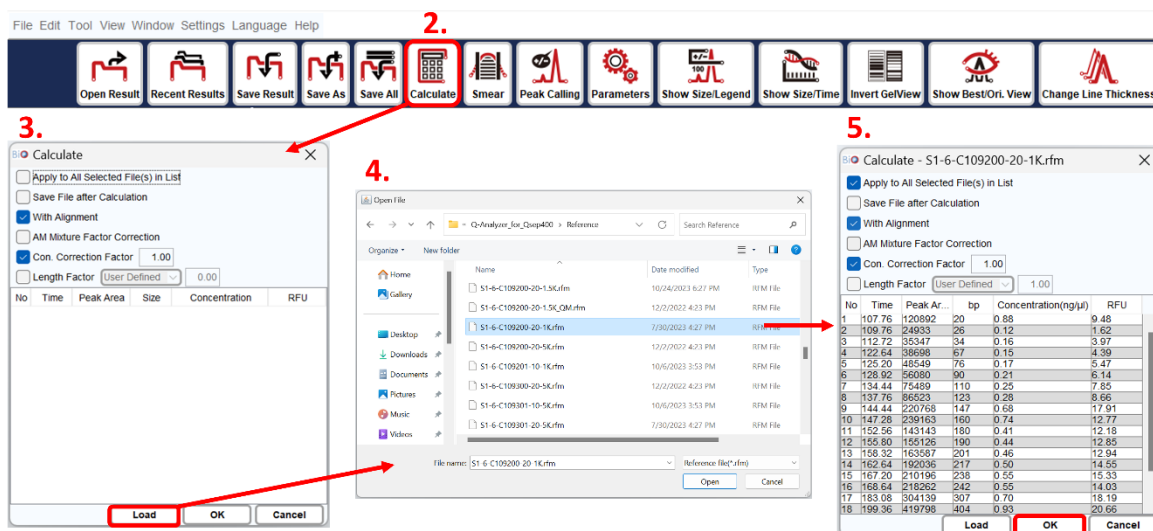 File Edit Tool View Window Settings Language Help
2.
Open Result Recent Results Save Result Save As Save All Calculate Smear Peak Calling Parameters Show Size/Legend Show Size/Time Invert GelView Show Best/Ori. View Change Line Thickness
3.
BiO Calculate
Apply to All Selected File(s) in List
Save File after Calculation
With Alignment
AM Mixture Factor Correction
Con. Correction Factor 1.00
Length Factor User Defined 0.00
No Time Peak Area Size Concentration RFU
Load OK Cancel
4.
Open File
Q-Analyzer_for_Qsep400 > Reference
Search Reference
Organize New folder
Home
Gallery
Desktop
Downloads
Documents
Pictures
Music
Videos
Name Date modified Type
S1-6-C109200-20-1.5K.rfm 10/24/2023 6:27 PM RFM File
S1-6-C109200-20-1.5K_QM.rfm 12/2/2022 4:23 PM RFM File
S1-6-C109200-20-1K.rfm 7/30/2023 4:27 PM RFM File
S1-6-C109200-20-5K.rfm 12/2/2022 4:23 PM RFM File
S1-6-C109201-10-1K.rfm 10/6/2023 3:53 PM RFM File
S1-6-C109300-20-5K.rfm 12/2/2022 4:23 PM RFM File
S1-6-C109301-10-5K.rfm 10/6/2023 3:53 PM RFM File
S1-6-C109301-20-5K.rfm 7/30/2023 4:27 PM RFM File
File name: S1-6-C109200-20-1K.rfm Reference file(*.rfm)
Open Cancel
5.
BiO Calculate - S1-6-C109200-20-1K.rfm
Apply to All Selected File(s) in List
Save File after Calculation
With Alignment
AM Mixture Factor Correction
Con. Correction Factor 1.00
Length Factor User Defined 1.00
No Time Peak Ar... bp Concentration(ng/µl) RFU
1 107.76 120892 20 0.88 9.48
2 109.76 24933 26 0.12 1.62
3 112.72 35347 34 0.16 3.97
4 122.64 38698 67 0.15 4.39
5 125.20 48549 76 0.17 5.47
6 128.92 56080 90 0.21 6.14
7 134.44 75489 110 0.25 7.85
8 137.76 86523 123 0.28 8.66
9 144.44 220768 147 0.68 17.91
10 147.28 239163 160 0.74 12.77
11 152.56 143143 180 0.41 12.18
12 155.80 155126 190 0.44 12.85
13 158.32 163587 201 0.46 12.94
14 162.64 192036 217 0.50 14.55
15 167.20 210196 238 0.55 15.33
16 168.64 218262 242 0.55 14.03
17 183.08 304139 307 0.70 18.19
18 199.36 419798 404 0.93 20.66
Load OK Cancel